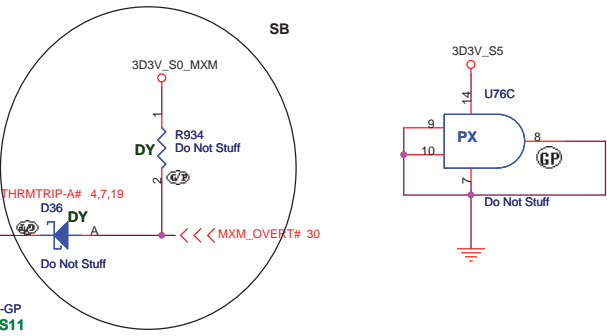 SB
3D3V_S0_MXM
1
R934
DY
Do Not Stuff
2
G/P
THRMTRIP-A# 4,7,19
D36
DY
A
MXM_OVERT# 30
Do Not Stuff
-GP
S11
3D3V_S5
14
U76C
9
PX
8
10
GP
7
Do Not Stuff